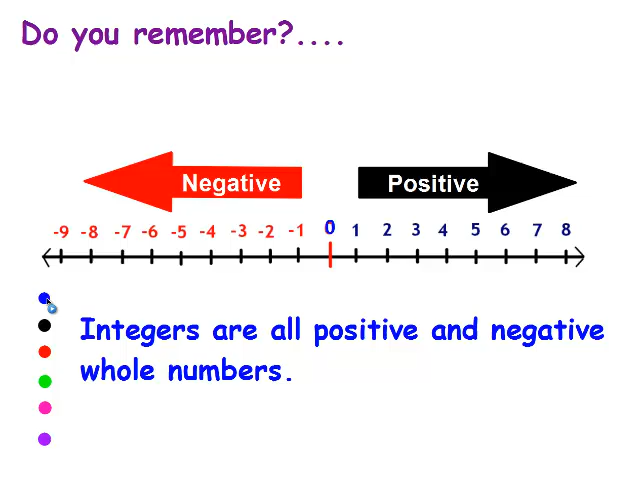 Do you remember?....
Negative Positive
-9 -8 -7 -6 -5 -4 -3 -2 -1 0 1 2 3 4 5 6 7 8
Integers are all positive and negative
whole numbers.